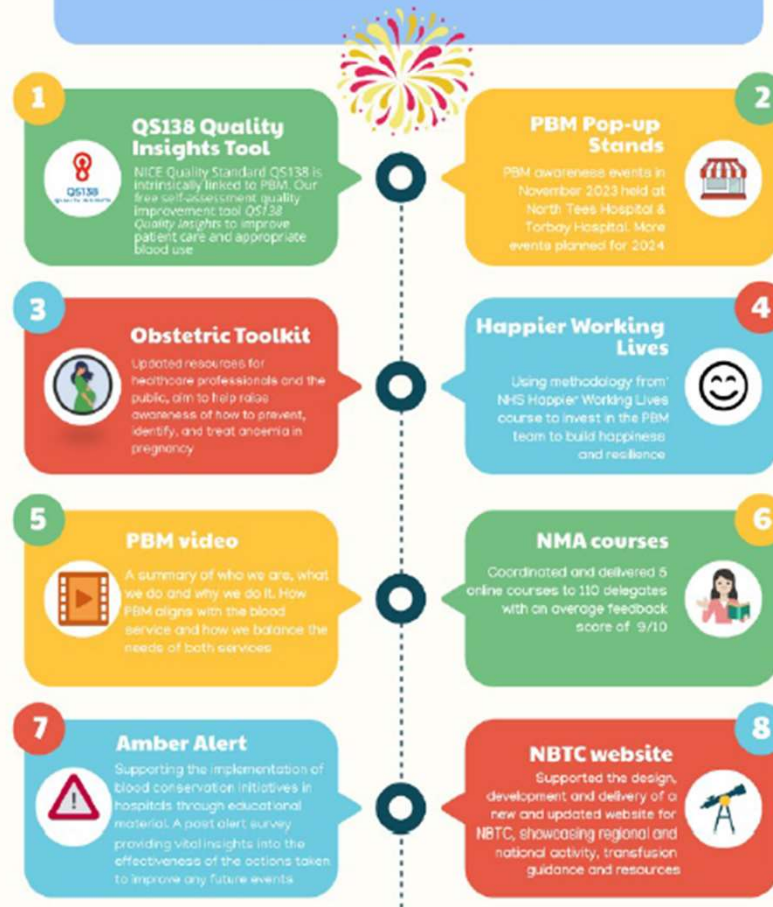 1
QS138 Quality
Insights Tool
NICE Quality Standard QS138 is
intrinsically linked to PBM. Our
free self-assessment quality
improvement tool QS138
Quality Insights to improve
patient care and appropriate
blood use
QS138
QUALITY INSIGHTS
2
PBM Pop-up
Stands
PBM awareness events in
November 2023 held at
North Tees Hospital &
Torbay Hospital. More
events planned for 2024
3
Obstetric Toolkit
Updated resources for
healthcare professionals and the
public, aim to help raise
awareness of how to prevent,
identify, and treat anaemia in
pregnancy
4
Happier Working
Lives
Using methodology from'
NHS Happier Working Lives
course to invest in the PBM
team to build happiness
and resilience
5
PBM video
A summary of who we are, what
we do and why we do it. How
PBM aligns with the blood
service and how we balance the
needs of both services
6
NMA courses
Coordinated and delivered 5
online courses to 110 delegates
with an average feedback
score of 9/10
7
Amber Alert
Supporting the implementation of
blood conservation initiatives in
hospitals through educational
material. A post alert survey
providing vital insights into the
effectiveness of the actions taken
to improve any future events
8
NBTC website
Supported the design,
development and delivery of a
new and updated website for
NBTC, showcasing regional and
national activity, transfusion
guidance and resources